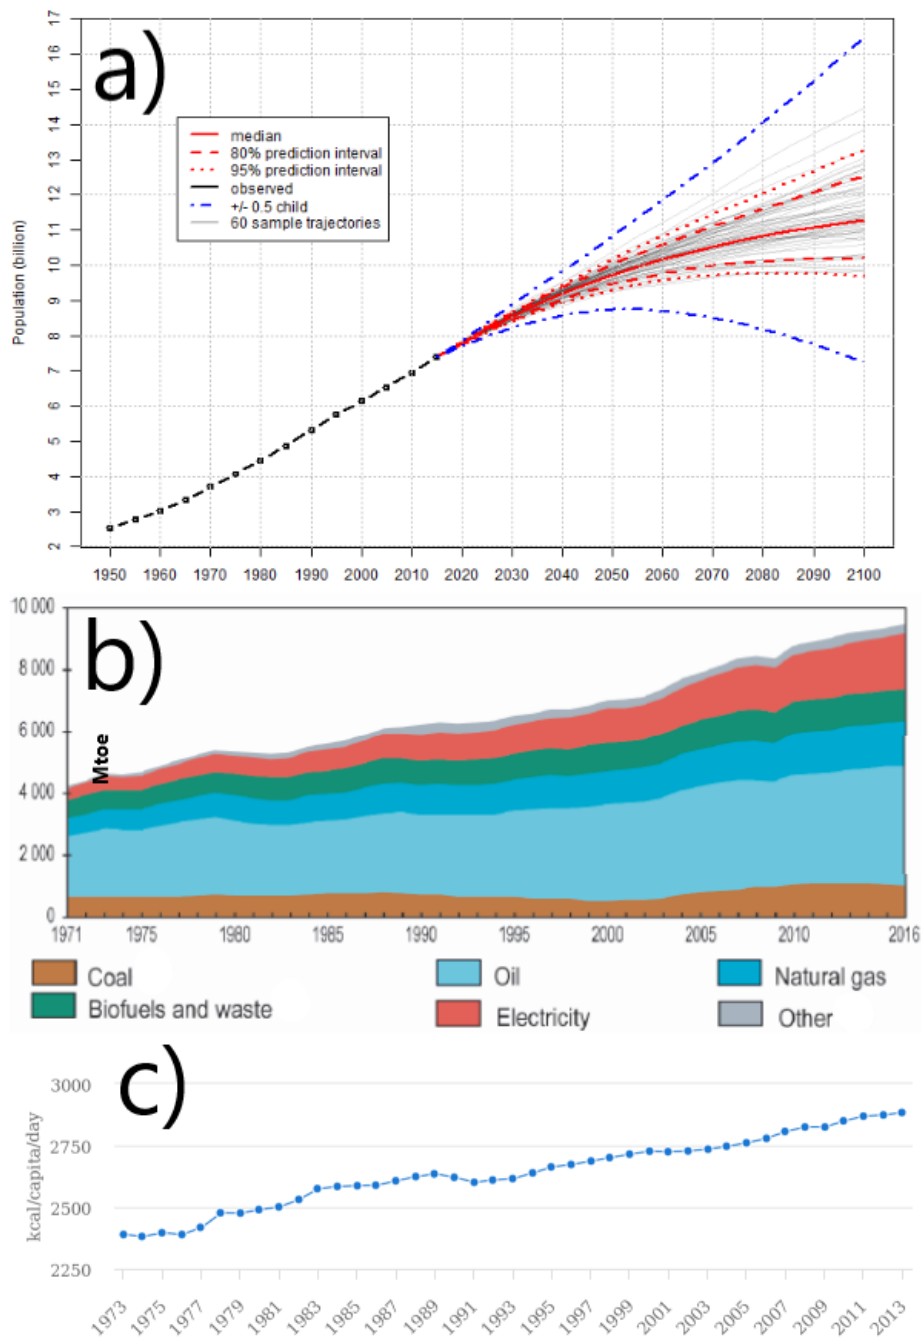 a)
17
16
15
14
13
12
11
10
9
8
7
6
5
4
3
2
Population (billion)
median
80% prediction interval
95% prediction interval
observed
+/- 0.5 child
60 sample trajectories
1950 1960 1970 1980 1990 2000 2010 2020 2030 2040 2050 2060 2070 2080 2090 2100
b)
10 000
8 000
6 000
4 000
2 000
0
Mtoe
1971 1975 1980 1985 1990 1995 2000 2005 2010 2016
Coal Oil Natural gas
Biofuels and waste Electricity Other
c)
3000
2750
2500
2250
kcal/capita/day
1973 1975 1977 1979 1981 1983 1985 1987 1989 1991 1993 1995 1997 1999 2001 2003 2005 2007 2009 2011 2013